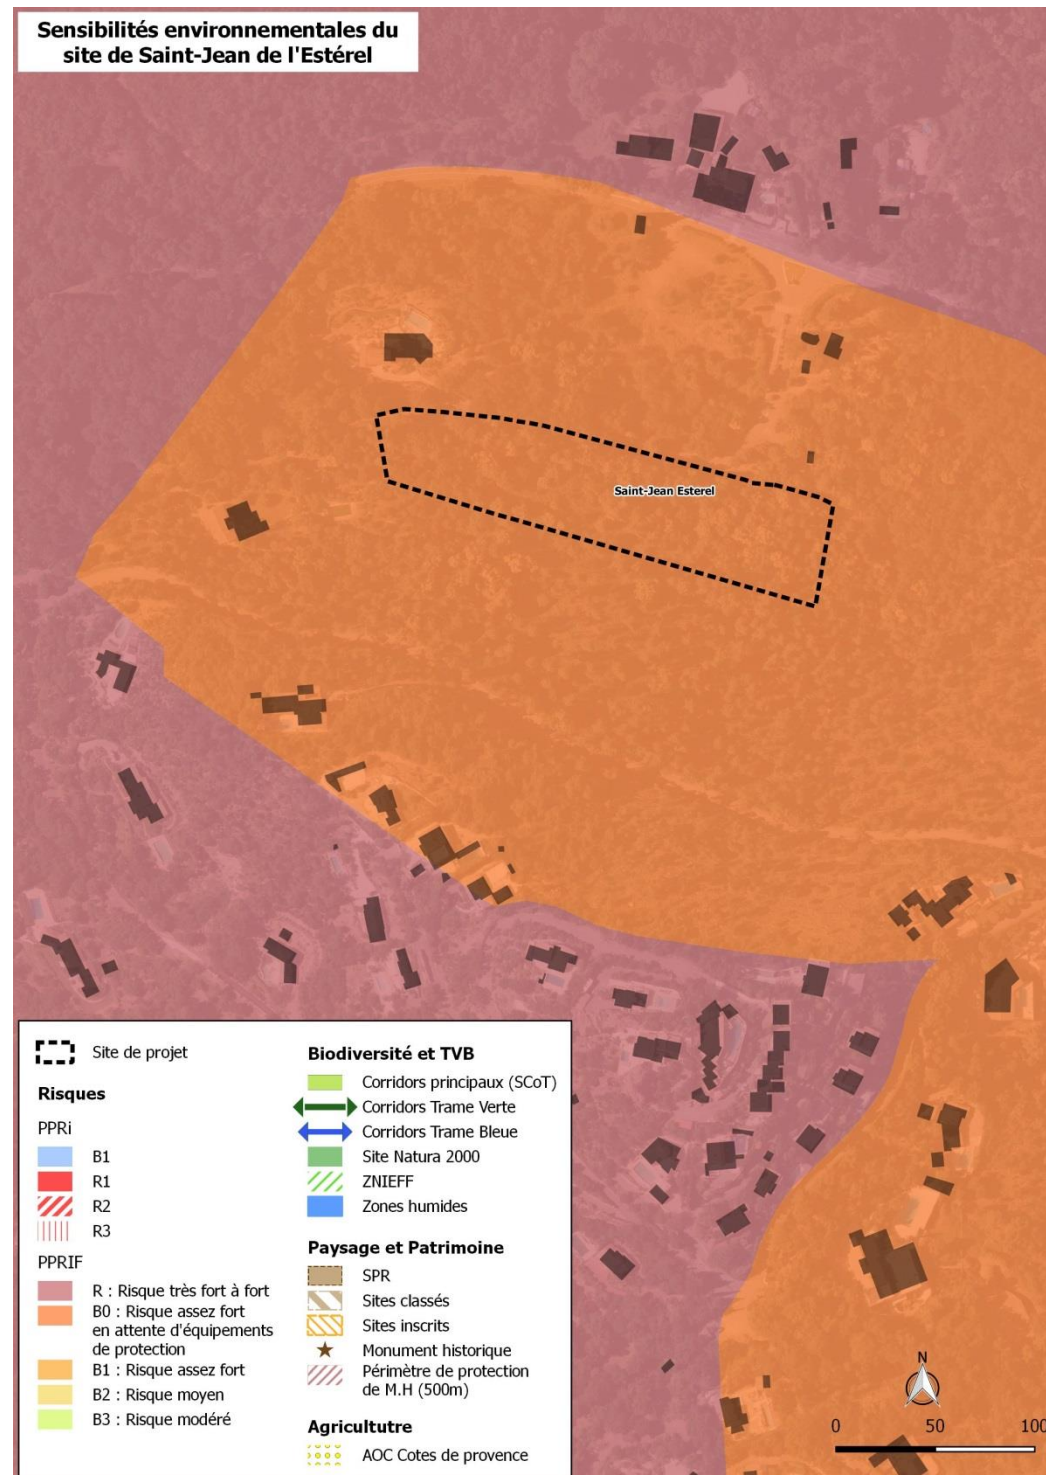 Sensibilités environnementales du
site de Saint-Jean de l'Estérel
Saint-Jean Esterel
Site de projet
Risques
PPRi
B1
R1
R2
R3
PPRIF
R : Risque très fort à fort
B0 : Risque assez fort
en attente d'équipements
de protection
B1 : Risque assez fort
B2 : Risque moyen
B3 : Risque modéré
Biodiversité et TVB
Corridors principaux (SCoT)
Corridors Trame Verte
Corridors Trame Bleue
Site Natura 2000
ZNIEFF
Zones humides
Paysage et Patrimoine
SPR
Sites classés
Sites inscrits
Monument historique
Périmètre de protection
de M.H (500m)
Agricultutre
AOC Cotes de provence
N
0 50 100